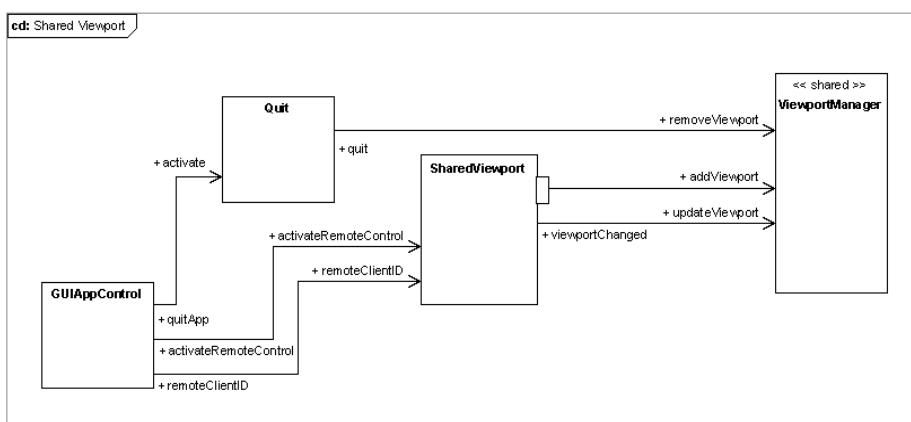 cd: Shared Viewport
<< shared >>
ViewportManager
Quit
+ removeViewport
+ quit
+ activate
SharedViewport
+ addViewport
+ updateViewport
+ viewportChanged
+ activateRemoteControl
+ remoteClientID
GUIAppControl
+ quitApp
+ activateRemoteControl
+ remoteClientID